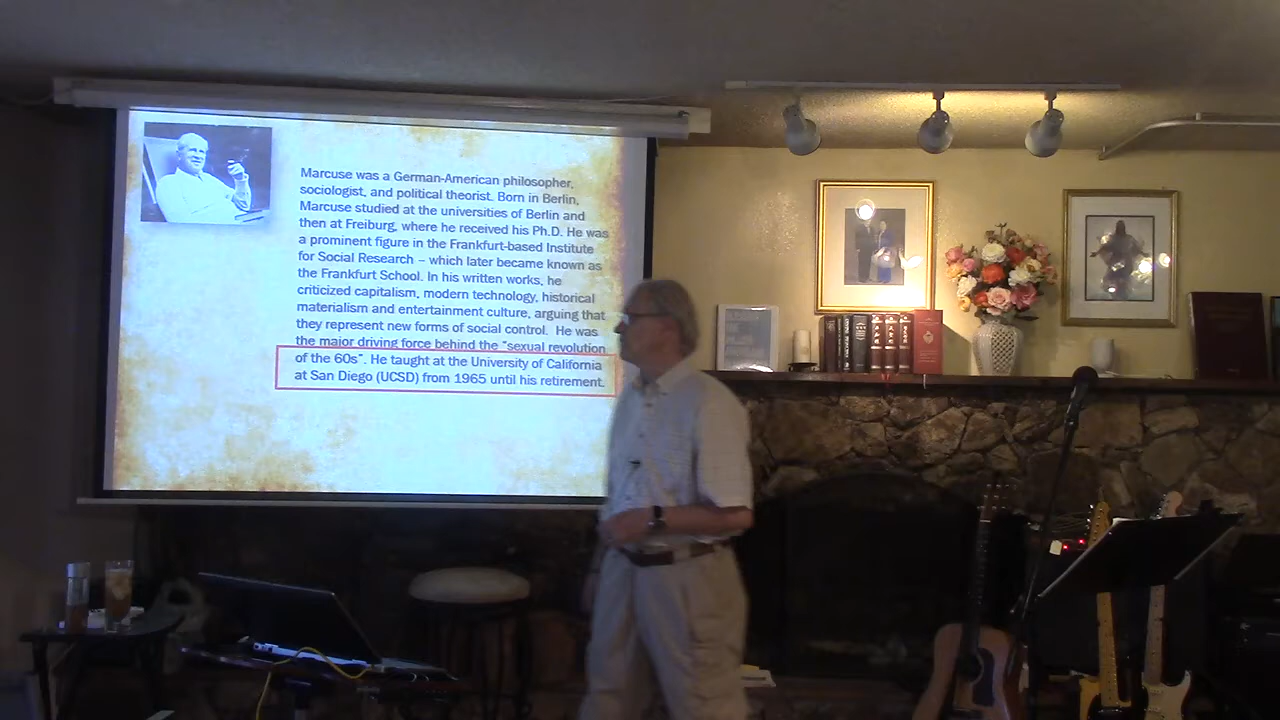 Marcuse was a German-American philosopher,
sociologist, and political theorist. Born in Berlin,
Marcuse studied at the universities of Berlin and
then at Freiburg, where he received his Ph.D. He was
a prominent figure in the Frankfurt-based Institute
for Social Research – which later became known as
the Frankfurt School. In his written works, he
criticized capitalism, modern technology, historical
materialism and entertainment culture, arguing that
they represent new forms of social control. He was
the major driving force behind the "sexual revolution
of the 60s". He taught at the University of California
at San Diego (UCSD) from 1965 until his retirement.